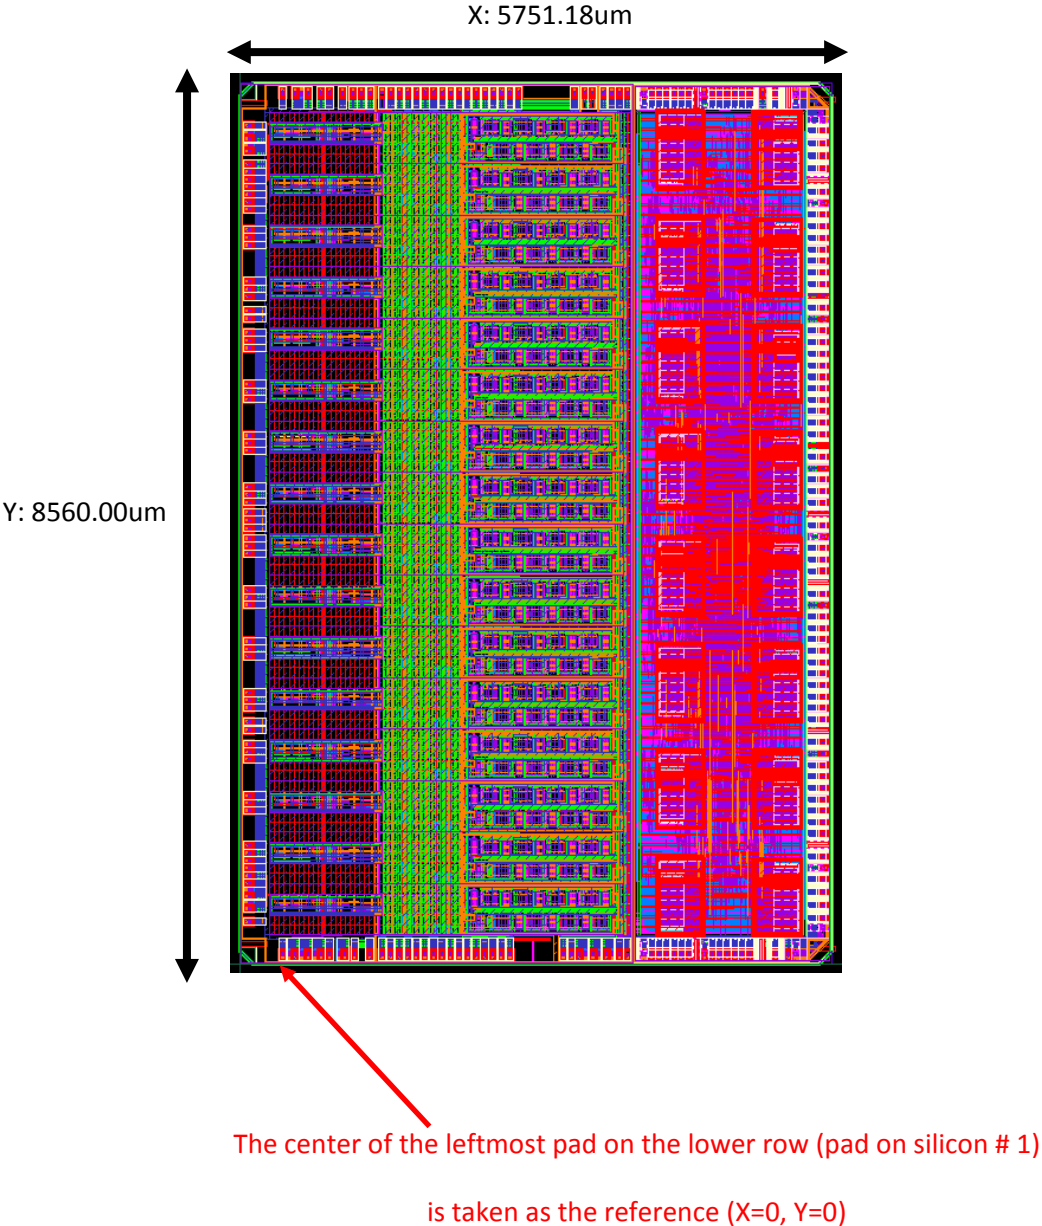 X: 5751.18um
Y: 8560.00um
The center of the leftmost pad on the lower row (pad on silicon # 1)
is taken as the reference (X=0, Y=0)